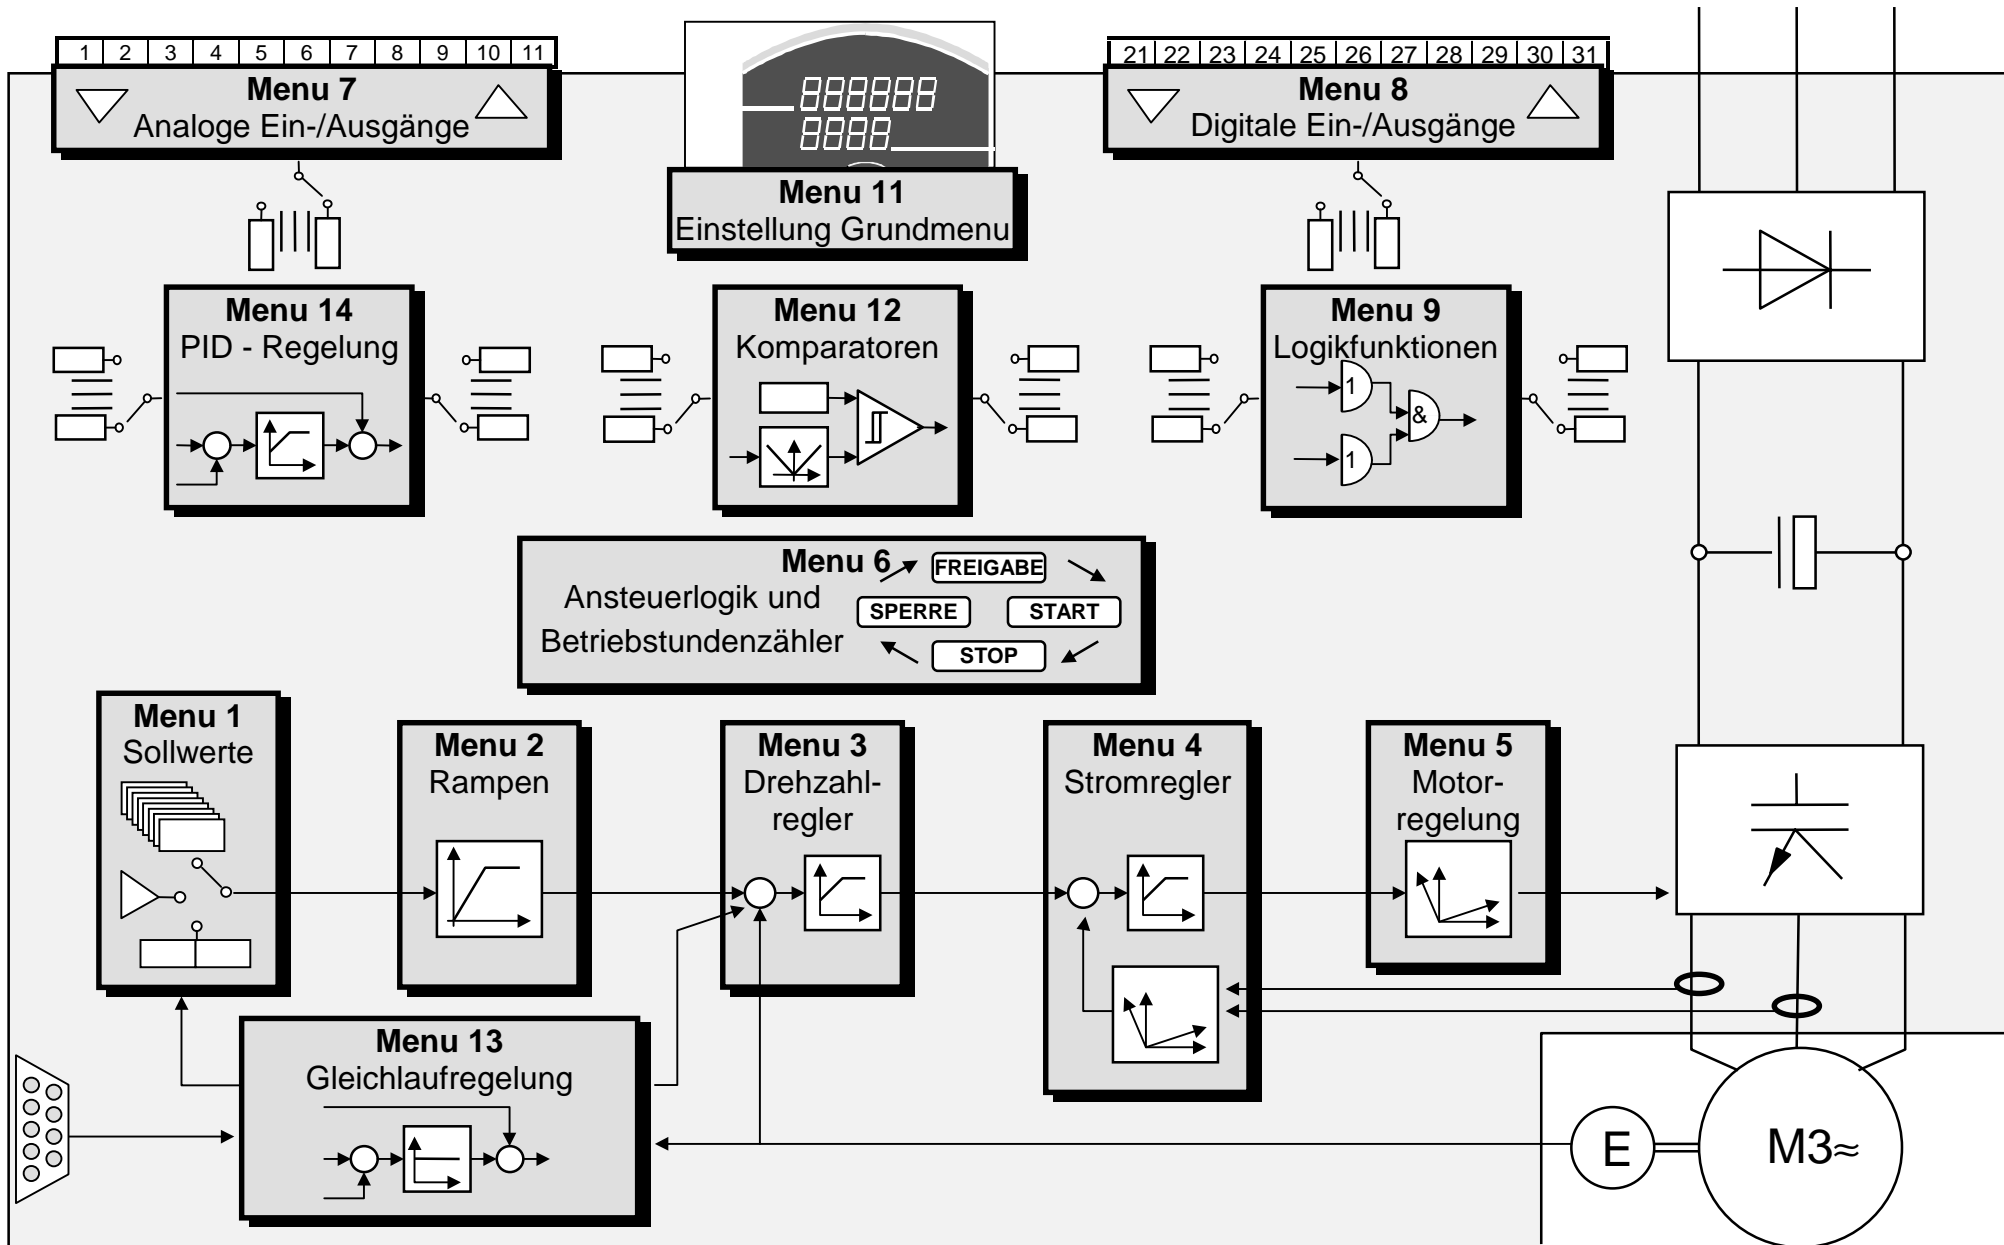 1 2 3 4 5 6 7 8 9 10 11
Menu 7
Analoge Ein-/Ausgänge
888888
8888
Menu 11
Einstellung Grundmenu
21 22 23 24 25 26 27 28 29 30 31
Menu 8
Digitale Ein-/Ausgänge
Menu 14
PID - Regelung
Menu 12
Komparatoren
Menu 9
Logikfunktionen
1
&
1
Menu 6
Ansteuerlogik und
Betriebstundenzähler
FREIGABE
SPERRE
START
STOP
Menu 1
Sollwerte
Menu 2
Rampen
Menu 3
Drehzahl-
regler
Menu 4
Stromregler
Menu 5
Motor-
regelung
Menu 13
Gleichlaufregelung
E
M3≈